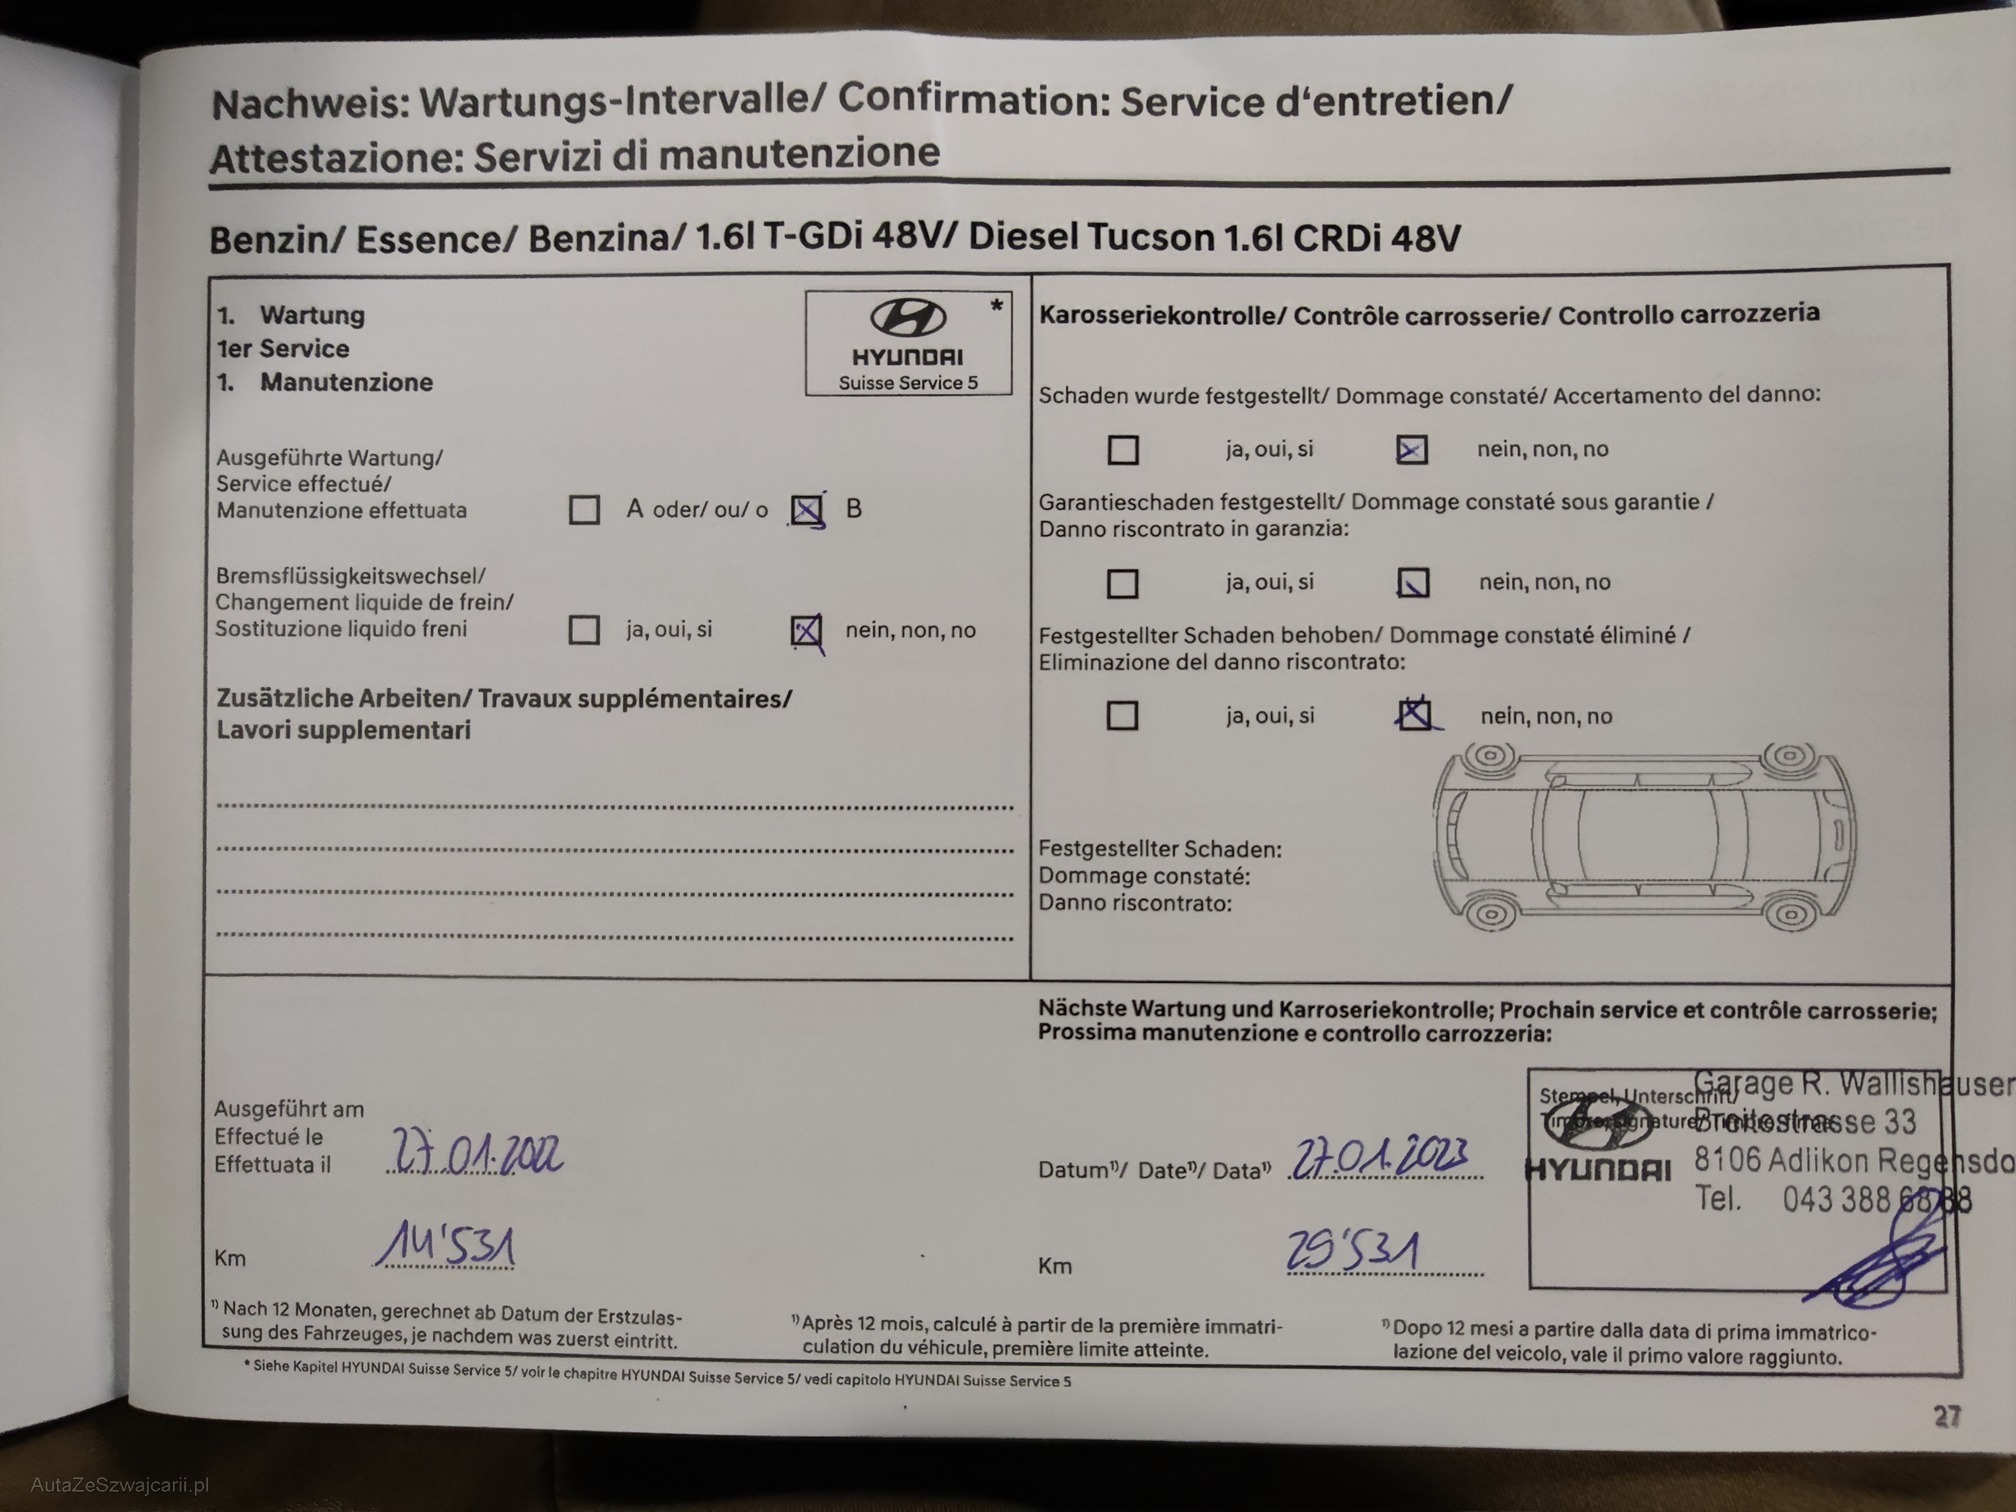 Nachweis: Wartungs-Intervalle/ Confirmation: Service d‘entretien/
Attestazione: Servizi di manutenzione
Benzin/ Essence/ Benzina/ 1.6l T-GDi 48V/ Diesel Tucson 1.6l CRDi 48V
1. Wartung
1er Service
1. Manutenzione
*
HYUNDAI
Suisse Service 5
Ausgeführte Wartung/
Service effectué/
Manutenzione effettuata
A oder/ ou/ o
B
Bremsflüssigkeitswechsel/
Changement liquide de frein/
Sostituzione liquido freni
ja, oui, si
nein, non, no
Zusätzliche Arbeiten/ Travaux supplémentaires/
Lavori supplementari
Karosseriekontrolle/ Contrôle carrosserie/ Controllo carrozzeria
Schaden wurde festgestellt/ Dommage constaté/ Accertamento del danno:
ja, oui, si
nein, non, no
Garantieschaden festgestellt/ Dommage constaté sous garantie /
Danno riscontrato in garanzia:
ja, oui, si
nein, non, no
Festgestellter Schaden behoben/ Dommage constaté éliminé /
Eliminazione del danno riscontrato:
ja, oui, si
nein, non, no
Festgestellter Schaden:
Dommage constaté:
Danno riscontrato:
Ausgeführt am
Effectué le
Effettuata il
27.01.2022
Km
14'531
Nächste Wartung und Karroseriekontrolle; Prochain service et contrôle carrosserie;
Prossima manutenzione e controllo carrozzeria:
Datum¹⁾/ Date¹⁾/ Data¹⁾
27.01.2023
Km
29'531
Stempel, Unterschrift/
HYUNDAI
Garage R. Wallishauser
Breitestrasse 33
8106 Adlikon Regensdo
Tel. 043 388 68 88
¹⁾ Nach 12 Monaten, gerechnet ab Datum der Erstzulas-
sung des Fahrzeuges, je nachdem was zuerst eintritt.
¹⁾ Après 12 mois, calculé à partir de la première immatri-
culation du véhicule, première limite atteinte.
¹⁾ Dopo 12 mesi a partire dalla data di prima immatrico-
lazione del veicolo, vale il primo valore raggiunto.
* Siehe Kapitel HYUNDAI Suisse Service 5/ voir le chapitre HYUNDAI Suisse Service 5/ vedi capitolo HYUNDAI Suisse Service 5
27
AutaZeSzwajcarii.pl